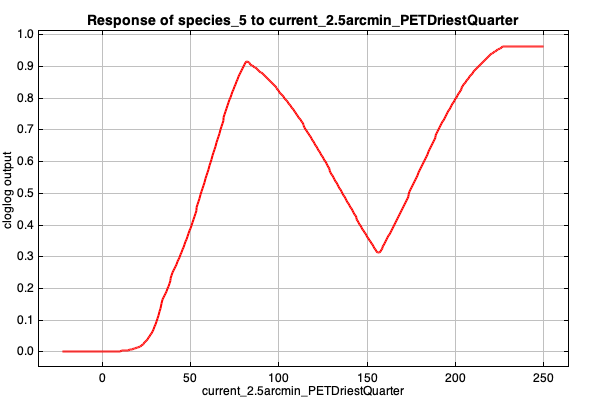 Response of species_5 to current_2.5arcmin_PETDriestQuarter
1.0
0.9
0.8
0.7
0.6
0.5
0.4
0.3
0.2
0.1
0.0
cloglog output
0 50 100 150 200 250
current_2.5arcmin_PETDriestQuarter